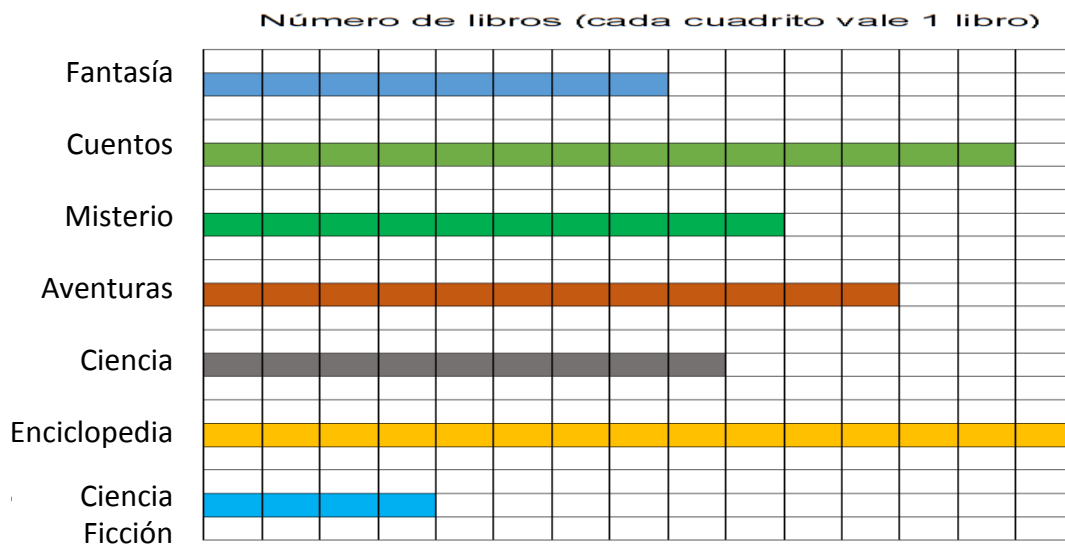 Número de libros (cada cuadrito vale 1 libro)
Fantasía
Cuentos
Misterio
Aventuras
Ciencia
Enciclopedia
Ciencia
Ficción